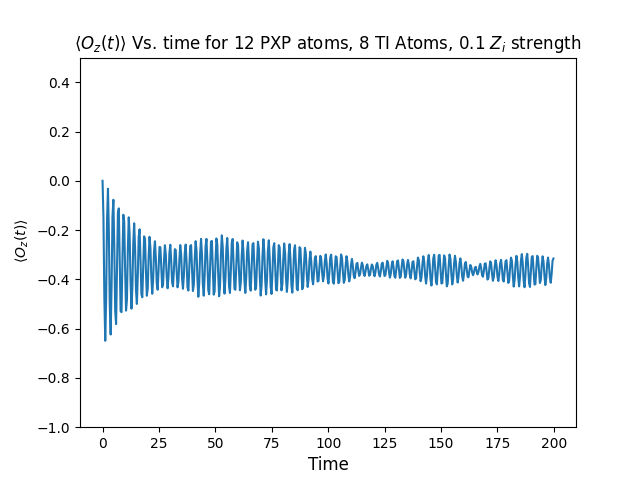 ⟨O_z(t)⟩ Vs. time for 12 PXP atoms, 8 TI Atoms, 0.1 Z_i strength
0.4
0.2
0.0
−0.2
−0.4
−0.6
−0.8
−1.0
⟨O_z(t)⟩
0 25 50 75 100 125 150 175 200
Time